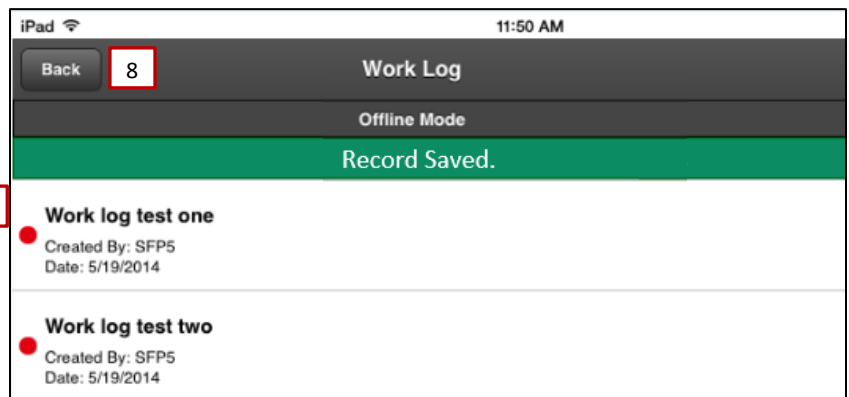 iPad 11:50 AM
Back 8 Work Log
Offline Mode
Record Saved.
Work log test one
Created By: SFP5
Date: 5/19/2014
Work log test two
Created By: SFP5
Date: 5/19/2014